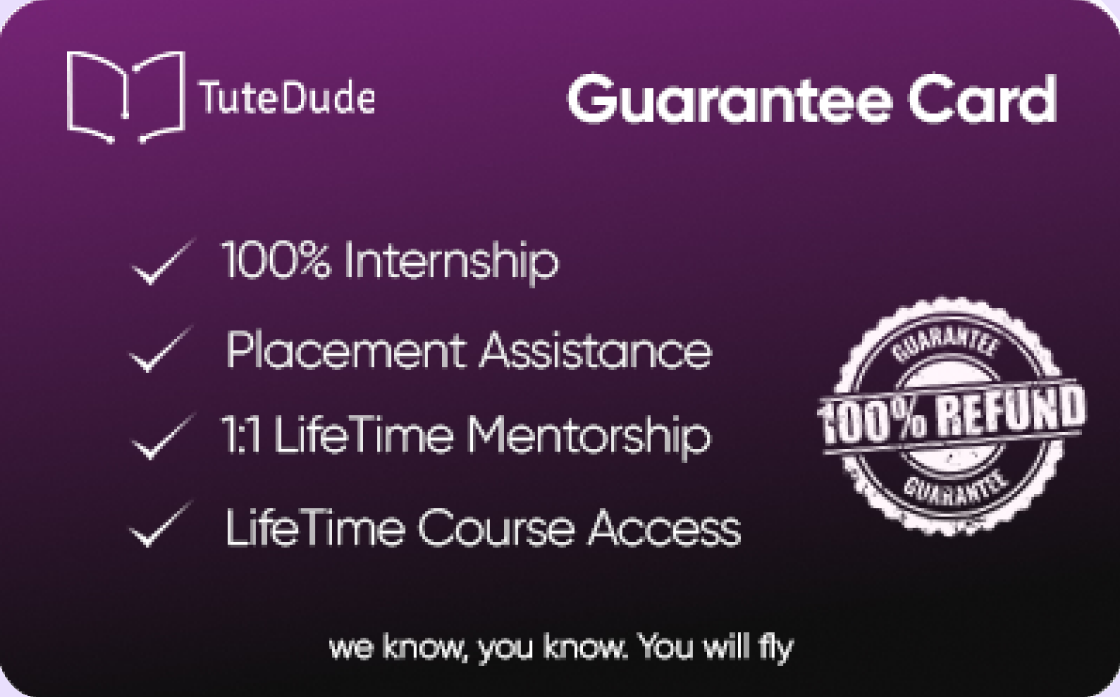 TuteDude
Guarantee Card
100% Internship
Placement Assistance
1:1 LifeTime Mentorship
LifeTime Course Access
GUARANTEE
100% REFUND
GUARANTEE
we know, you know. You will fly